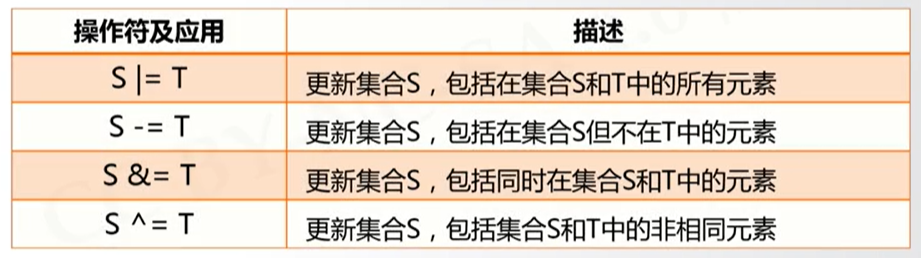 操作符及应用 描述
S |= T 更新集合S，包括在集合S和T中的所有元素
S -= T 更新集合S，包括在集合S但不在T中的元素
S &= T 更新集合S，包括同时在集合S和T中的元素
S ^= T 更新集合S，包括集合S和T中的非相同元素